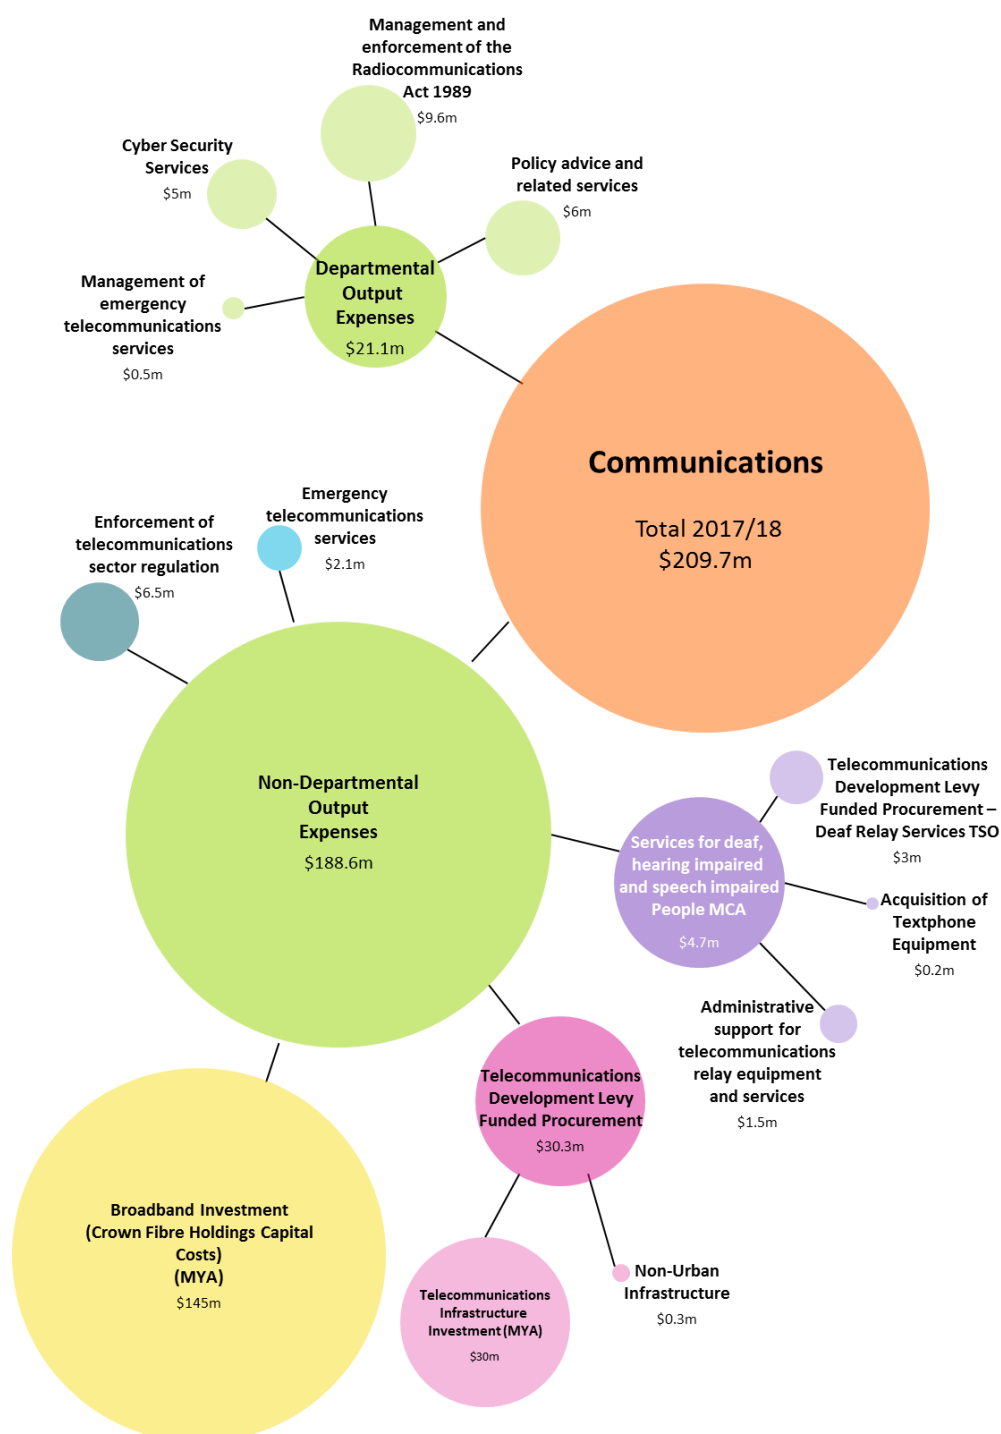 Management and
enforcement of the
Radiocommunications
Act 1989
$9.6m
Cyber Security
Services
$5m
Policy advice and
related services
$6m
Departmental
Output
Expenses
$21.1m
Management of
emergency
telecommunications
services
$0.5m
Communications
Total 2017/18
$209.7m
Emergency
telecommunications
services
$2.1m
Enforcement of
telecommunications
sector regulation
$6.5m
Non-Departmental
Output
Expenses
$188.6m
Telecommunications
Development Levy
Funded Procurement –
Deaf Relay Services TSO
$3m
Services for deaf,
hearing impaired
and speech impaired
People MCA
$4.7m
Acquisition of
Textphone
Equipment
$0.2m
Administrative
support for
telecommunications
relay equipment
and services
$1.5m
Telecommunications
Development Levy
Funded Procurement
$30.3m
Broadband Investment
(Crown Fibre Holdings Capital
Costs)
(MYA)
$145m
Telecommunications
Infrastructure
Investment (MYA)
$30m
Non-Urban
Infrastructure
$0.3m